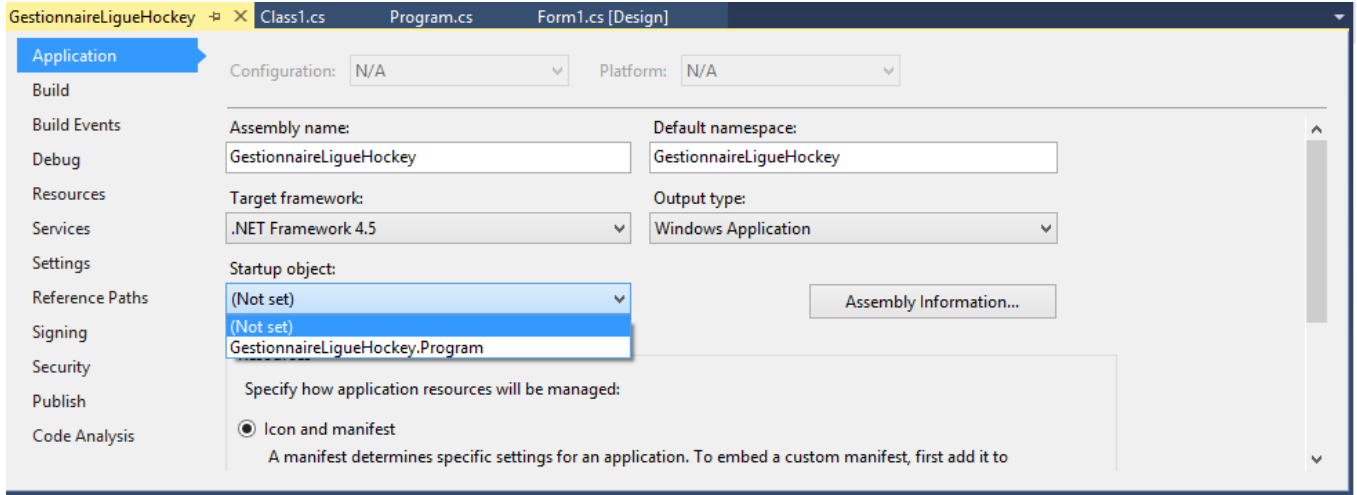 GestionnaireLigueHockey Class1.cs Program.cs Form1.cs [Design]
Application
Build
Build Events
Debug
Resources
Services
Settings
Reference Paths
Signing
Security
Publish
Code Analysis
Configuration: N/A Platform: N/A
Assembly name: Default namespace:
GestionnaireLigueHockey GestionnaireLigueHockey
Target framework: Output type:
.NET Framework 4.5 Windows Application
Startup object:
(Not set) Assembly Information...
(Not set)
GestionnaireLigueHockey.Program
Resources
Specify how application resources will be managed:
Icon and manifest
A manifest determines specific settings for an application. To embed a custom manifest, first add it to